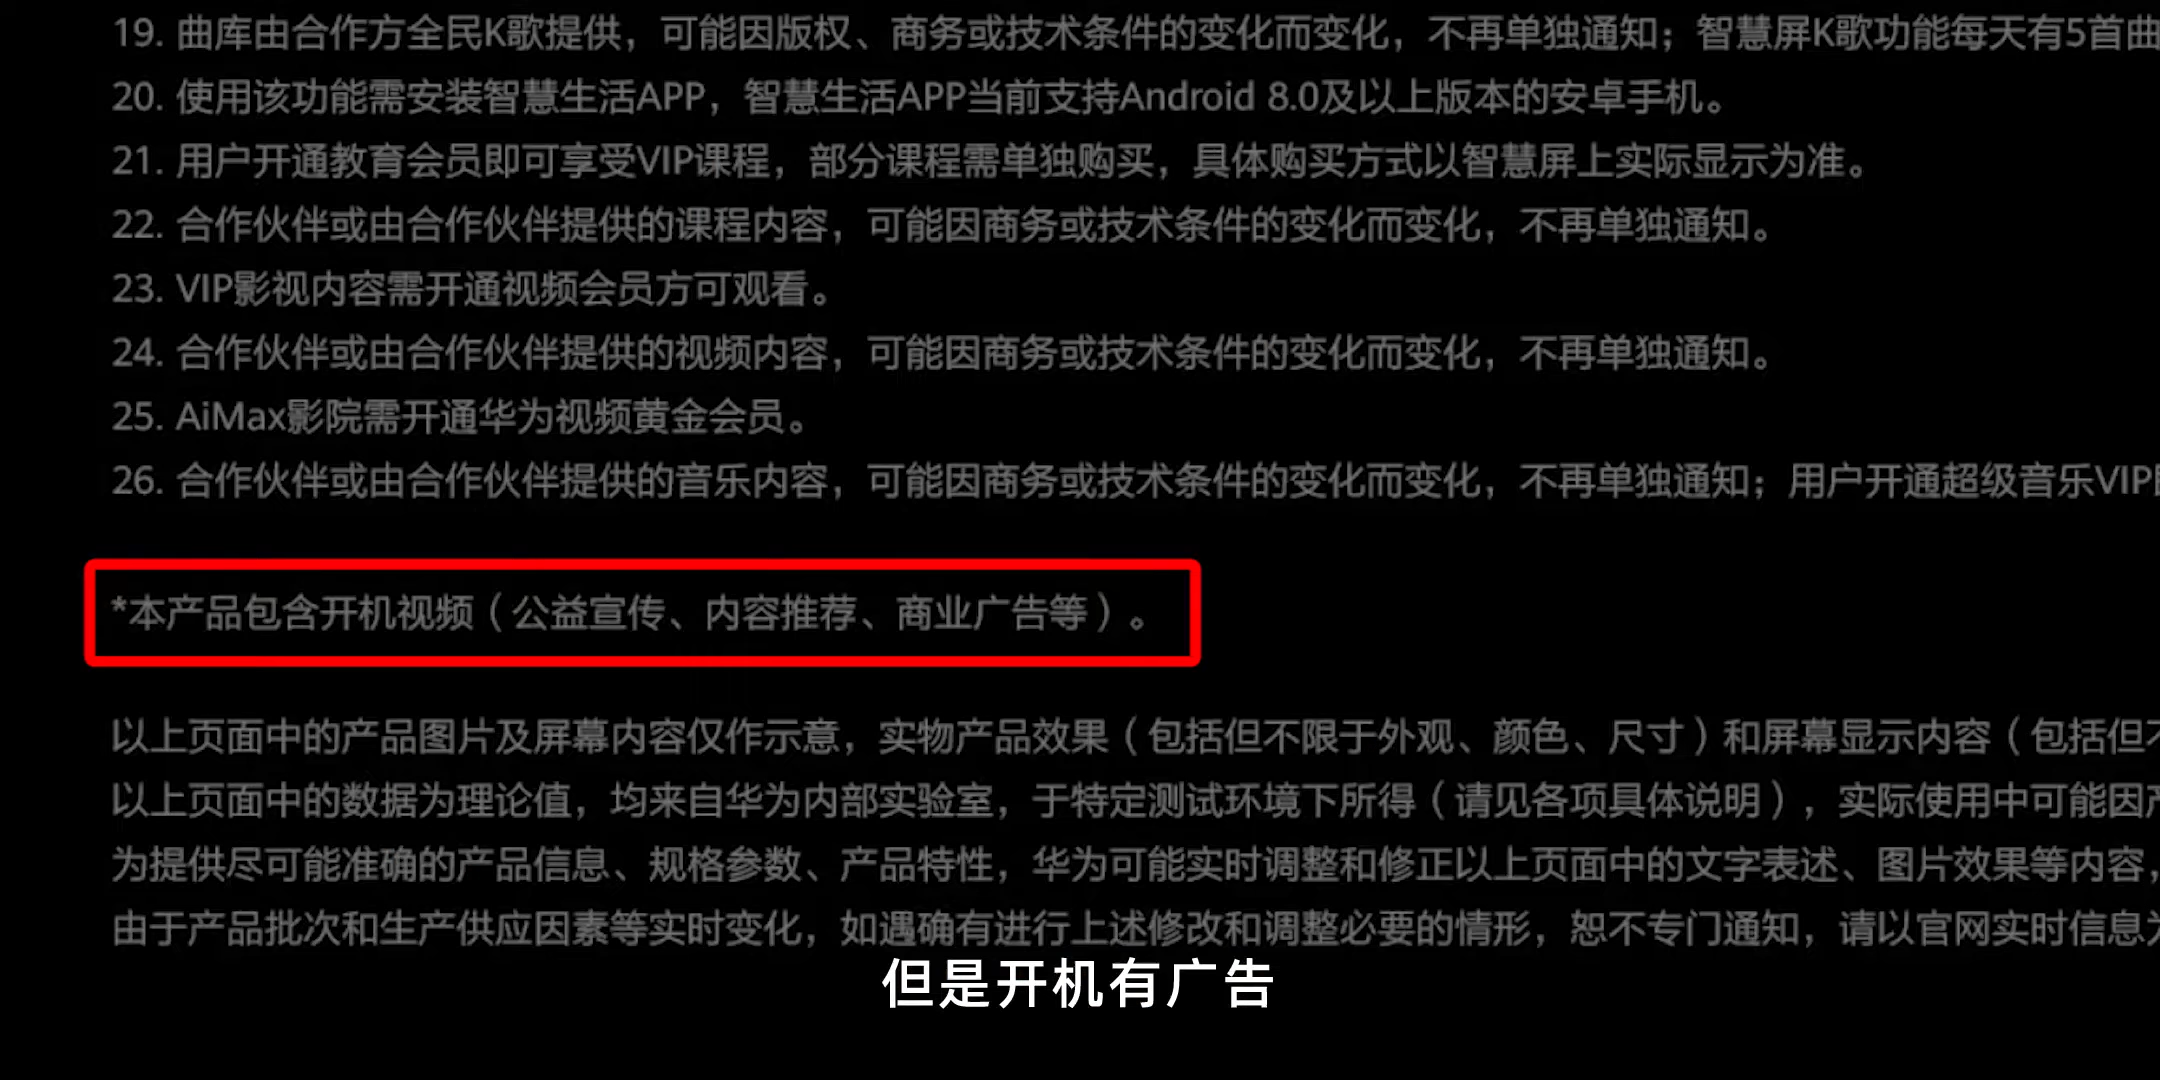 19. 曲库由合作方全民K歌提供，可能因版权、商务或技术条件的变化而变化，不再单独通知；智慧屏K歌功能每天有5首曲
20. 使用该功能需安装智慧生活APP，智慧生活APP当前支持Android 8.0及以上版本的安卓手机。
21. 用户开通教育会员即可享受VIP课程，部分课程需单独购买，具体购买方式以智慧屏上实际显示为准。
22. 合作伙伴或由合作伙伴提供的课程内容，可能因商务或技术条件的变化而变化，不再单独通知。
23. VIP影视内容需开通视频会员方可观看。
24. 合作伙伴或由合作伙伴提供的视频内容，可能因商务或技术条件的变化而变化，不再单独通知。
25. AiMax影院需开通华为视频黄金会员。
26. 合作伙伴或由合作伙伴提供的音乐内容，可能因商务或技术条件的变化而变化，不再单独通知；用户开通超级音乐VIP
*本产品包含开机视频（公益宣传、内容推荐、商业广告等）。
以上页面中的产品图片及屏幕内容仅作示意，实物产品效果（包括但不限于外观、颜色、尺寸）和屏幕显示内容（包括但不
以上页面中的数据为理论值，均来自华为内部实验室，于特定测试环境下所得（请见各项具体说明），实际使用中可能因产
为提供尽可能准确的产品信息、规格参数、产品特性，华为可能实时调整和修正以上页面中的文字表述、图片效果等内容，
由于产品批次和生产供应因素等实时变化，如遇确有进行上述修改和调整必要的情形，恕不专门通知，请以官网实时信息为
但是开机有广告